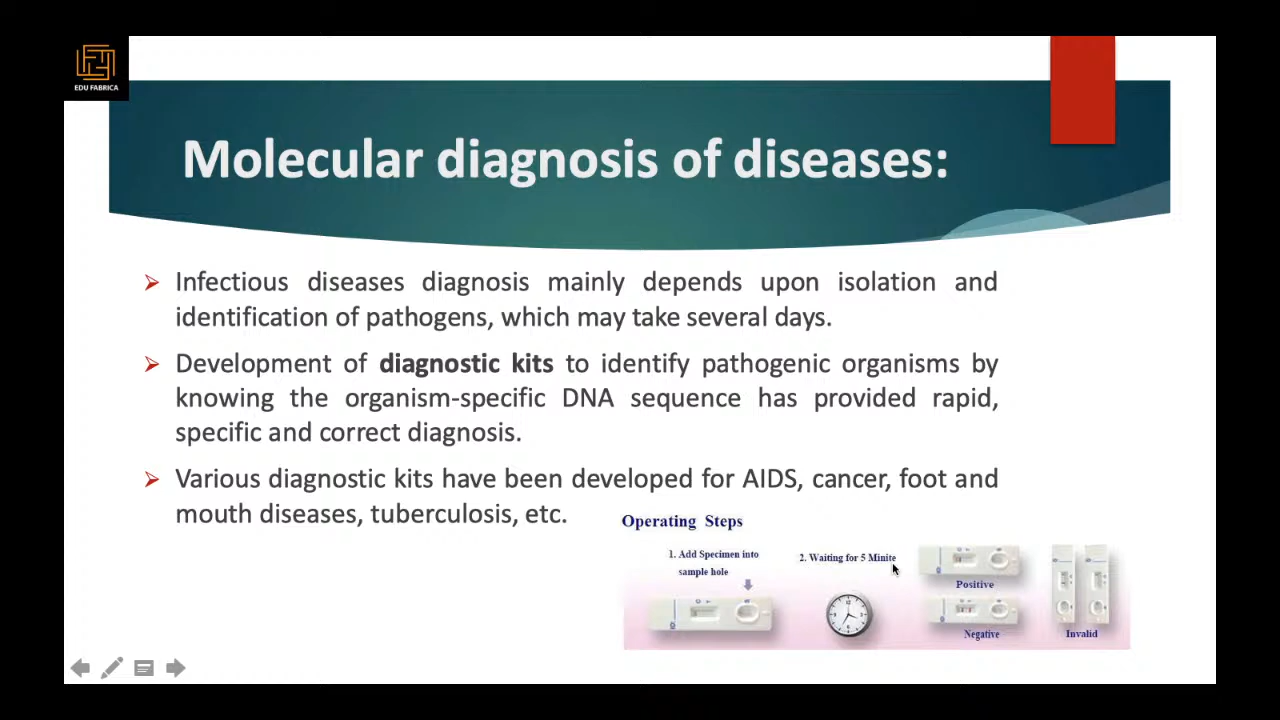 EDU FABRICA
Molecular diagnosis of diseases:
Infectious diseases diagnosis mainly depends upon isolation and
identification of pathogens, which may take several days.
Development of diagnostic kits to identify pathogenic organisms by
knowing the organism-specific DNA sequence has provided rapid,
specific and correct diagnosis.
Various diagnostic kits have been developed for AIDS, cancer, foot and
mouth diseases, tuberculosis, etc.
Operating Steps
1. Add Specimen into
sample hole
2. Waiting for 5 Minite
Positive
Negative
Invalid